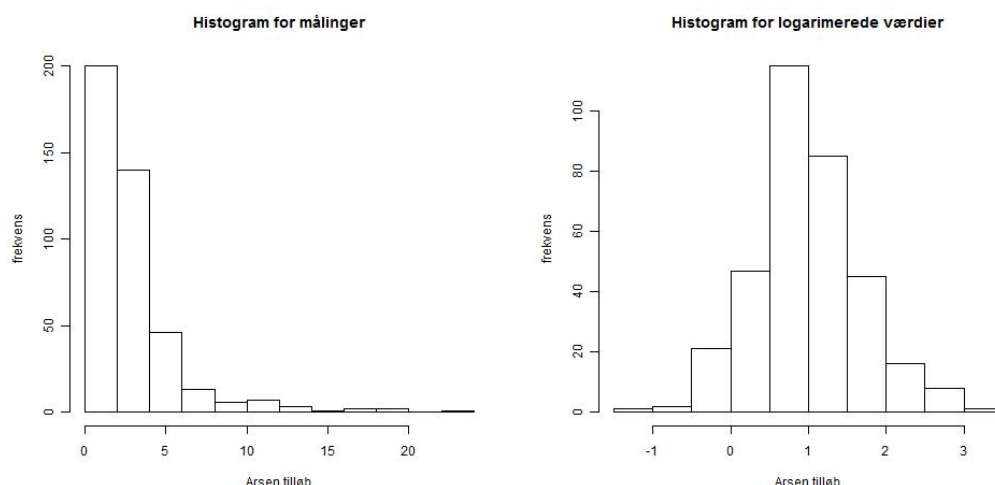 Histogram for målinger
frekvens
200
150
100
50
0
0 5 10 15 20
Arsen tilløb
Histogram for logarimerede værdier
frekvens
100
80
60
40
20
0
-1 0 1 2 3
Arsen tilløb